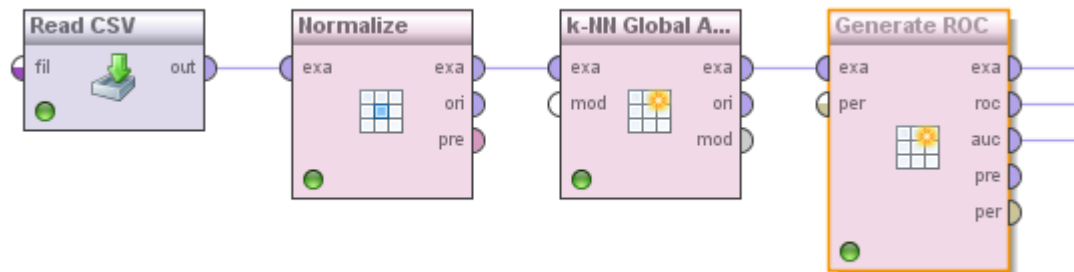 Read CSV
fil
out
Normalize
exa
exa
ori
pre
k-NN Global A...
exa
exa
mod
ori
mod
Generate ROC
exa
exa
per
roc
auc
pre
per